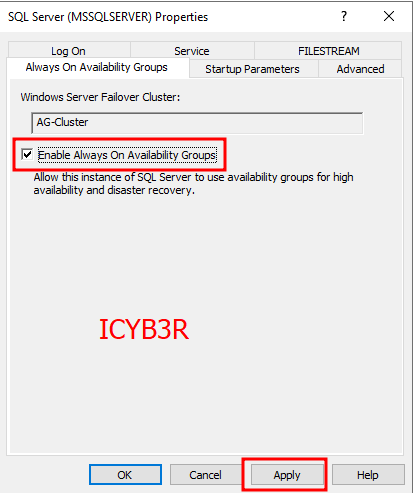 SQL Server (MSSQLSERVER) Properties ? ×
Log On Service FILESTREAM
Always On Availability Groups Startup Parameters Advanced
Windows Server Failover Cluster:
AG-Cluster
Enable Always On Availability Groups
Allow this instance of SQL Server to use availability groups for high
availability and disaster recovery.
ICYB3R
OK Cancel Apply Help